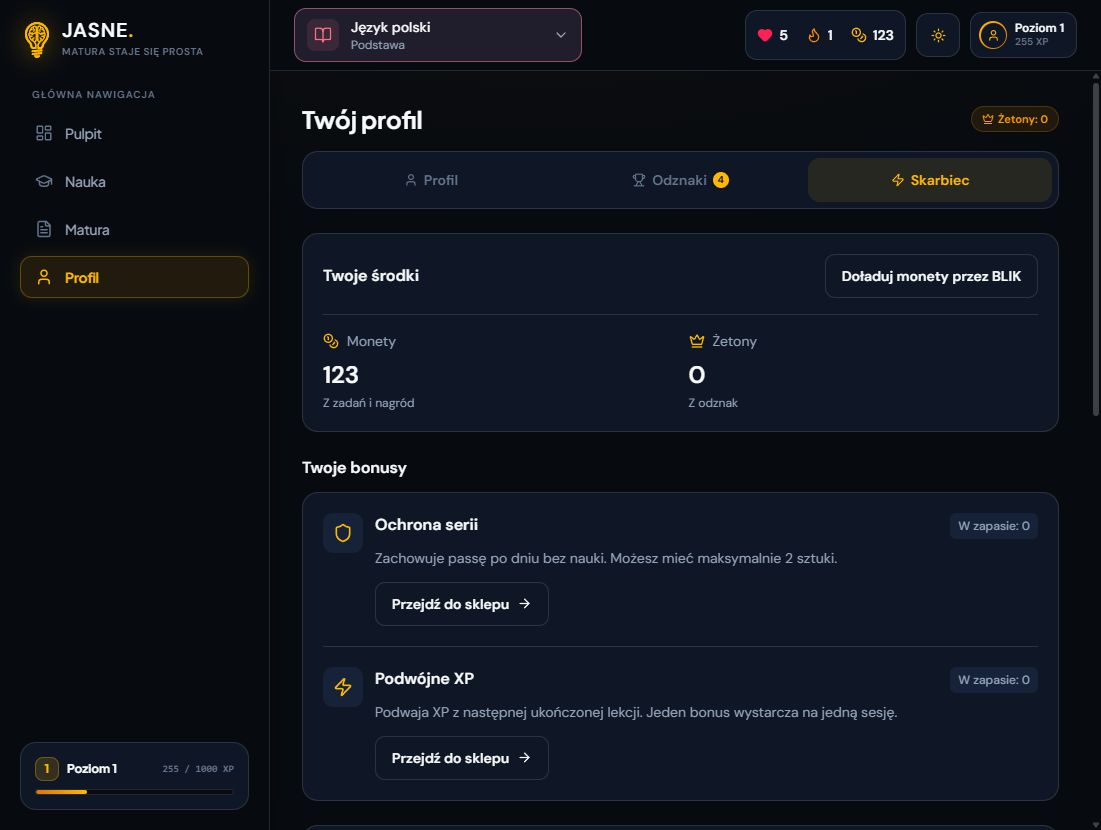 JASNE.
MATURA STAJE SIĘ PROSTA
GŁÓWNA NAWIGACJA
Pulpit
Nauka
Matura
Profil
1
Poziom 1
255 / 1000 XP
Język polski
Podstawa
5
1
123
Poziom 1
255 XP
Twój profil
Żetony: 0
Profil
Odznaki 4
Skarbiec
Twoje środki
Doładuj monety przez BLIK
Monety
123
Z zadań i nagród
Żetony
0
Z odznak
Twoje bonusy
Ochrona serii
W zapasie: 0
Zachowuje passę po dniu bez nauki. Możesz mieć maksymalnie 2 sztuki.
Przejdź do sklepu →
Podwójne XP
W zapasie: 0
Podwaja XP z następnej ukończonej lekcji. Jeden bonus wystarcza na jedną sesję.
Przejdź do sklepu →